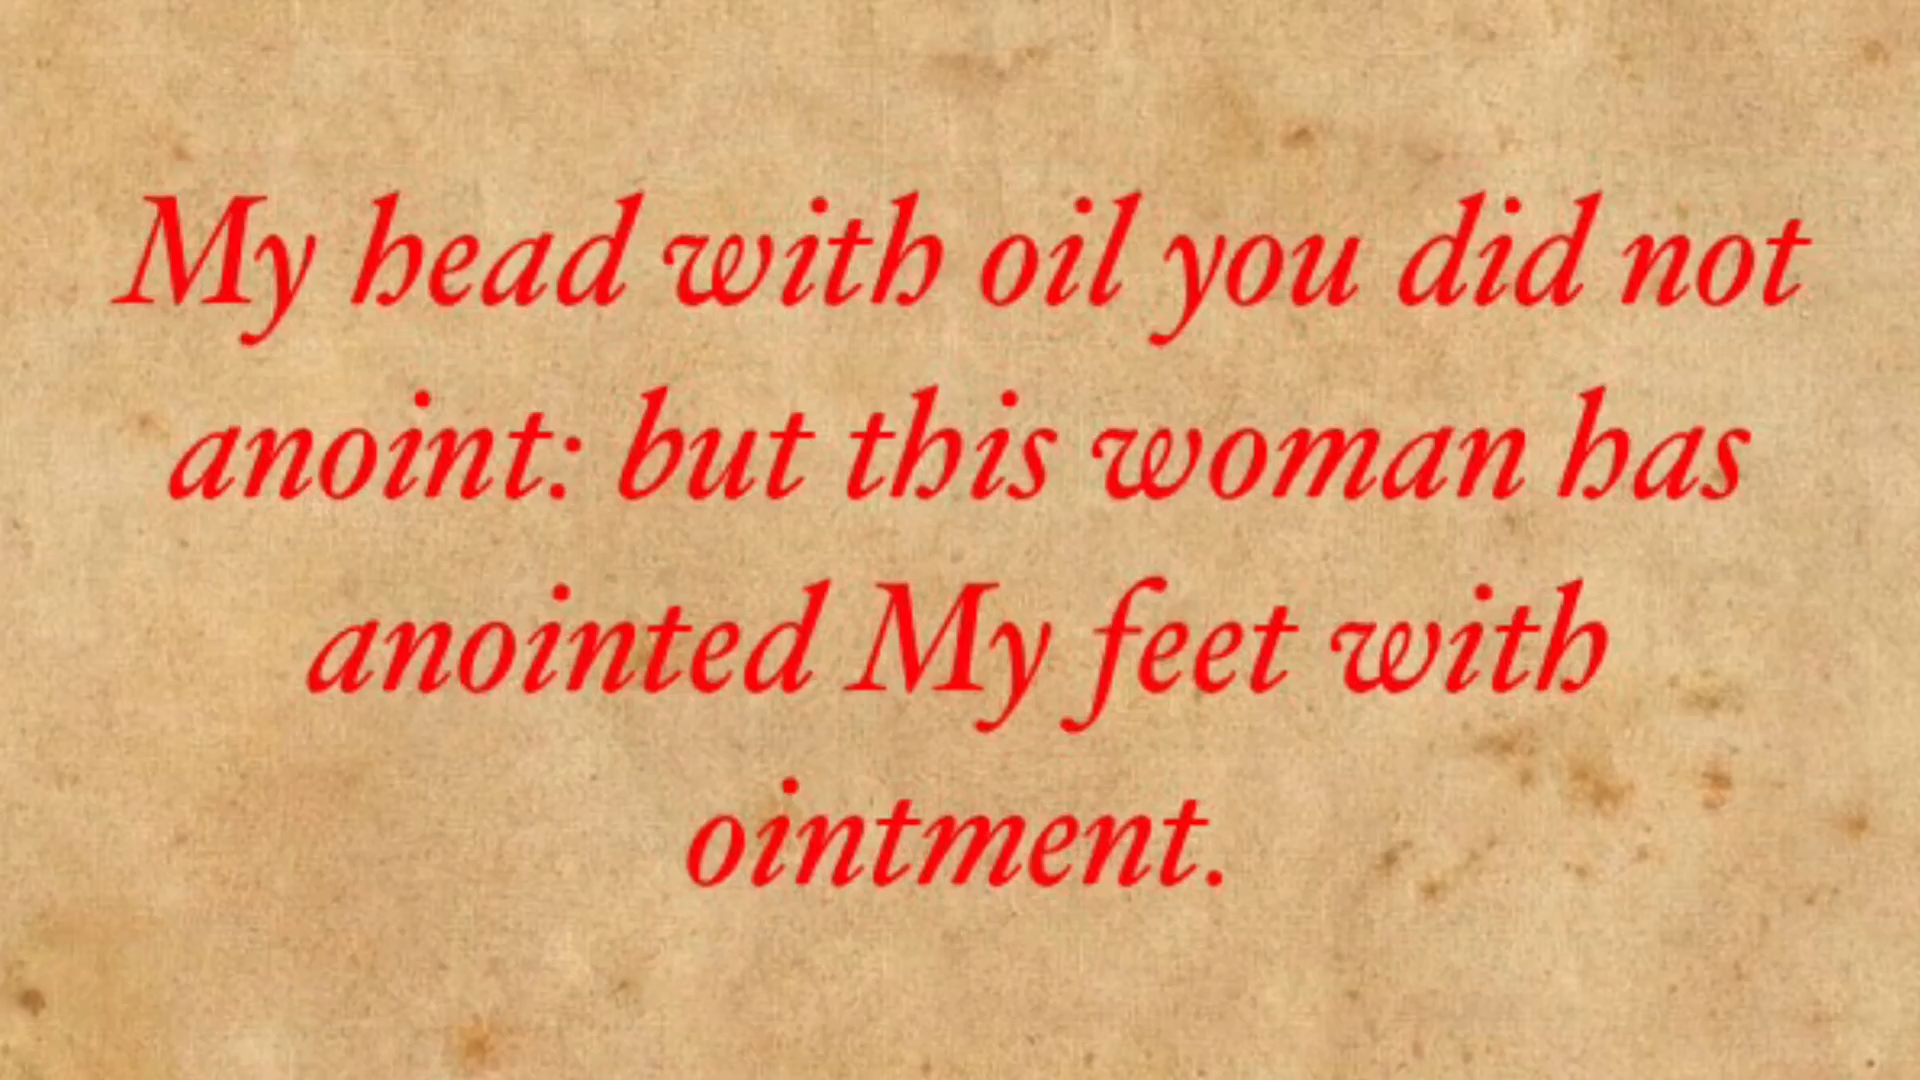 My head with oil you did not
anoint: but this woman has
anointed My feet with
ointment.